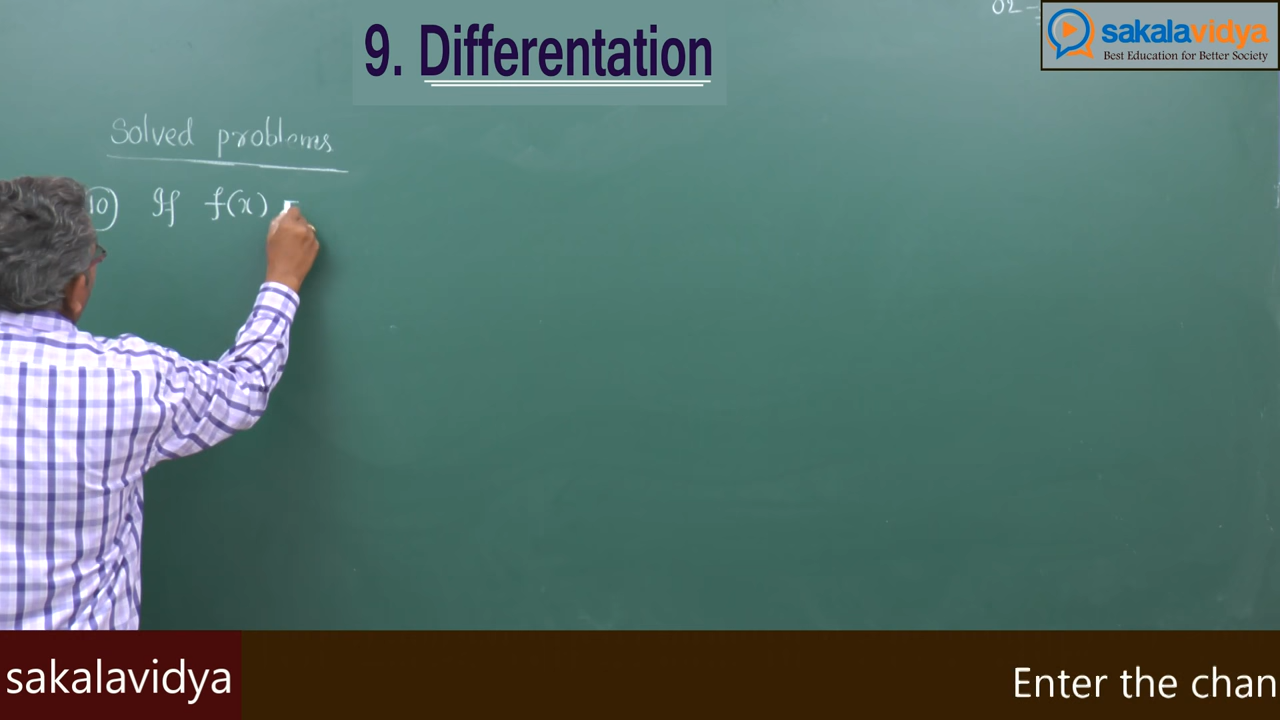 9. Differentation
sakalavidya
Best Education for Better Society
Solved problems
10) If f(x)
sakalavidya
Enter the chan